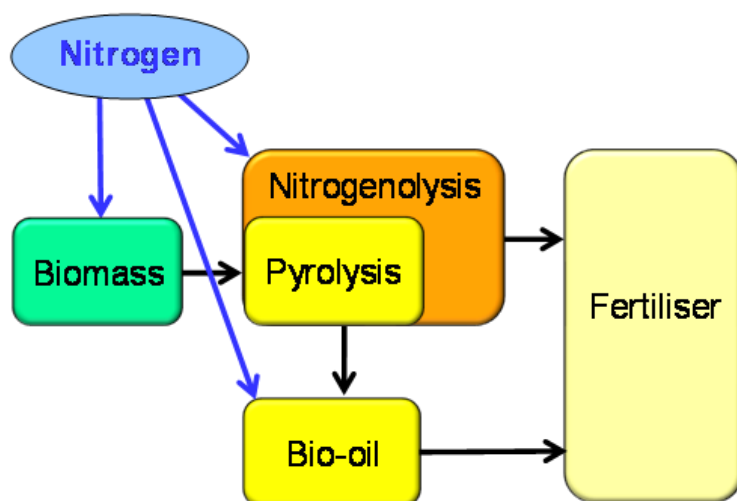 Nitrogen
Nitrogenolysis
Biomass
Pyrolysis
Fertiliser
Bio-oil